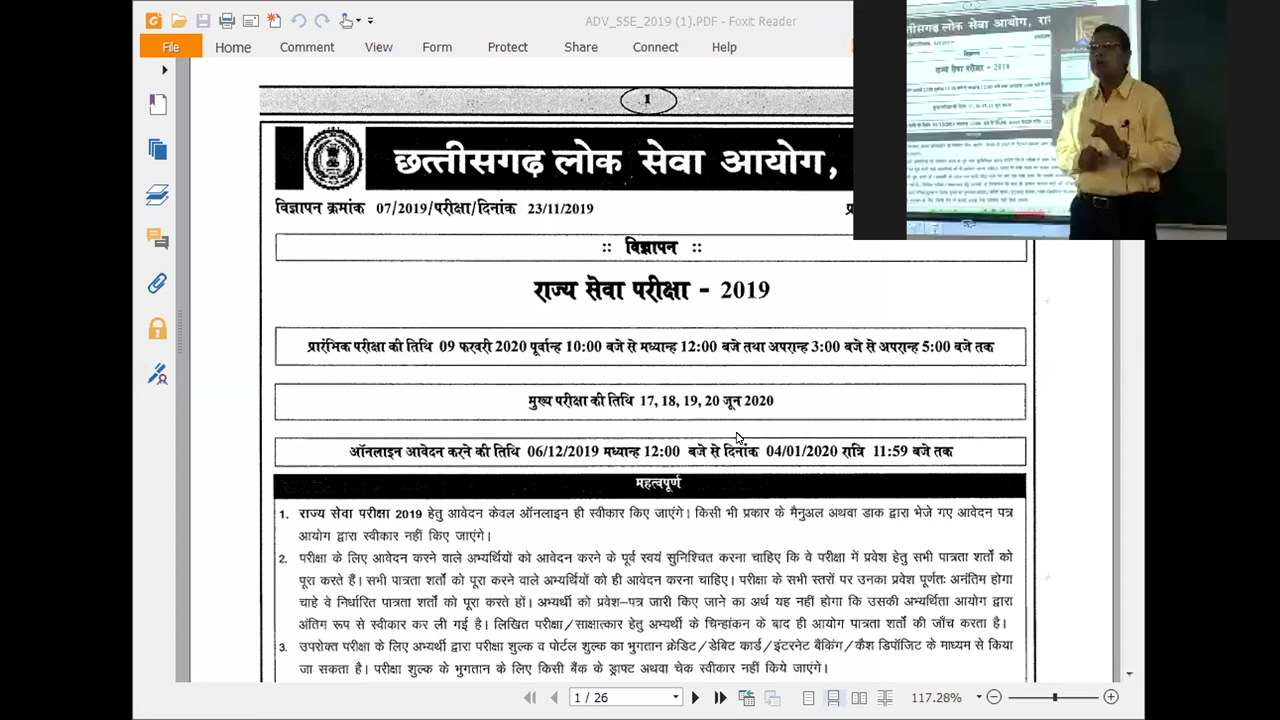 ADV_SSE_2019 (1).PDF - Foxit Reader
File Home Comment View Form Protect Share Connect Help
1
छत्तीसगढ़ लोक सेवा आयोग,
विज्ञापन क्रमांक 07/2019/परीक्षा/दिनांक 23/11/2019
:: विज्ञापन ::
राज्य सेवा परीक्षा - 2019
प्रारंभिक परीक्षा की तिथि 09 फरवरी 2020 पूर्वान्ह 10:00 बजे से मध्यान्ह 12:00 बजे तथा अपरान्ह 3:00 बजे से अपरान्ह 5:00 बजे तक
मुख्य परीक्षा की तिथि 17, 18, 19, 20 जून 2020
ऑनलाइन आवेदन करने की तिथि 06/12/2019 मध्यान्ह 12:00 बजे से दिनांक 04/01/2020 रात्रि 11:59 बजे तक
महत्वपूर्ण
1. राज्य सेवा परीक्षा 2019 हेतु आवेदन केवल ऑनलाइन ही स्वीकार किए जाएंगे। किसी भी प्रकार के मैनुअल अथवा डाक द्वारा भेजे गए आवेदन पत्र
आयोग द्वारा स्वीकार नहीं किए जाएंगे।
2. परीक्षा के लिए आवेदन करने वाले अभ्यर्थियों को आवेदन करने के पूर्व स्वयं सुनिश्चित करना चाहिए कि वे परीक्षा में प्रवेश हेतु सभी पात्रता शर्तो को
पूरा करते हैं। सभी पात्रता शर्तो को पूरा करने वाले अभ्यर्थियों को ही आवेदन करना चाहिए। परीक्षा के सभी स्तरों पर उनका प्रवेश पूर्णतः अनंतिम होगा
चाहे वे निर्धारित पात्रता शर्तो को पूरा करते हों। अभ्यर्थी को प्रवेश–पत्र जारी किए जाने का अर्थ यह नहीं होगा कि उसकी अभ्यर्थिता आयोग द्वारा
अंतिम रूप से स्वीकार कर ली गई है। लिखित परीक्षा/साक्षात्कार हेतु अभ्यर्थी के चिन्हांकन के बाद ही आयोग पात्रता शर्तो की जाँच करता है।
3. उपरोक्त परीक्षा के लिए अभ्यर्थी द्वारा परीक्षा शुल्क व पोर्टल शुल्क का भुगतान क्रेडिट/डेबिट कार्ड/इंटरनेट बैंकिंग/कैश डिपॉजिट के माध्यम से किया
जा सकता है। परीक्षा शुल्क के भुगतान के लिए किसी बैंक के ड्राफ्ट अथवा चेक स्वीकार नहीं किये जाएंगे।
1 / 26
117.28%
तीसगढ़ लोक सेवा आयोग, रा
राज्य सेवा परीक्षा - 2019